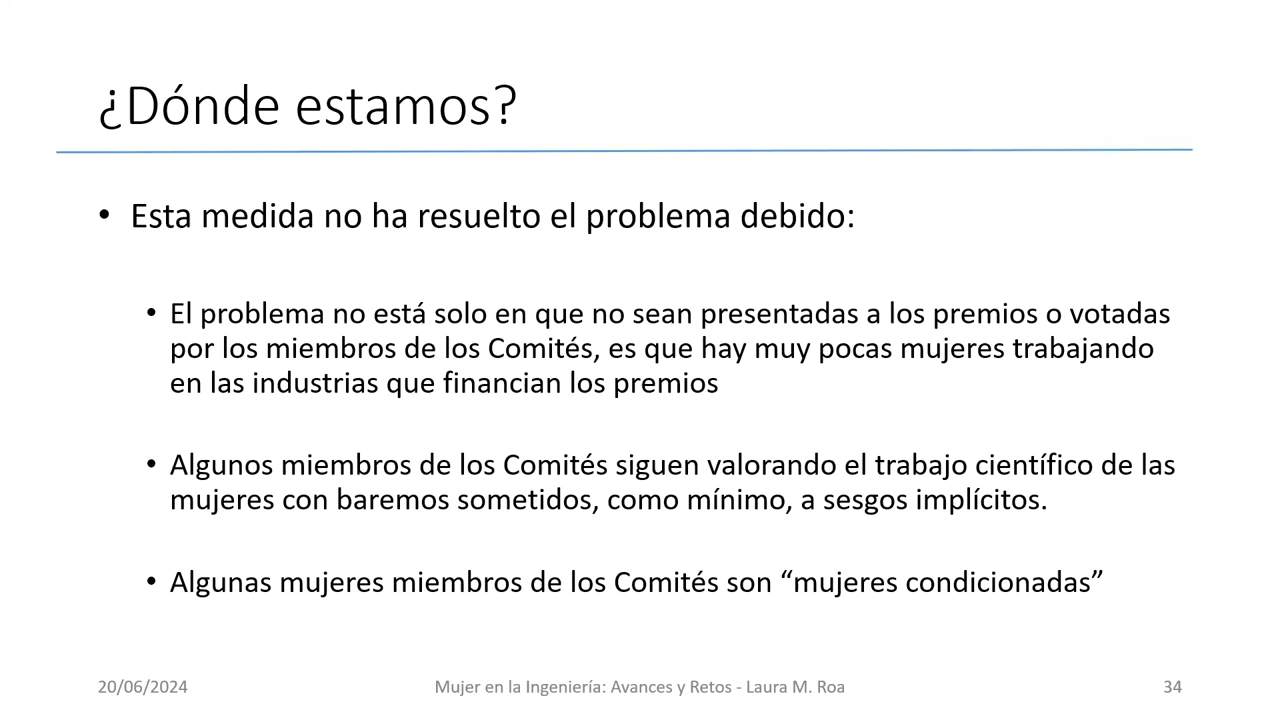 ¿Dónde estamos?
• Esta medida no ha resuelto el problema debido:
• El problema no está solo en que no sean presentadas a los premios o votadas
por los miembros de los Comités, es que hay muy pocas mujeres trabajando
en las industrias que financian los premios
• Algunos miembros de los Comités siguen valorando el trabajo científico de las
mujeres con baremos sometidos, como mínimo, a sesgos implícitos.
• Algunas mujeres miembros de los Comités son “mujeres condicionadas”
20/06/2024
Mujer en la Ingeniería: Avances y Retos - Laura M. Roa
34